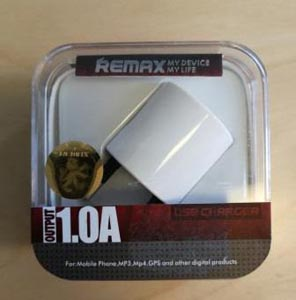 REMAX MY DEVICE
MY LIFE
OUTPUT 1.0A
USB CHARGER
For:Mobile Phone,MP3,Mp4,GPS and other digital products